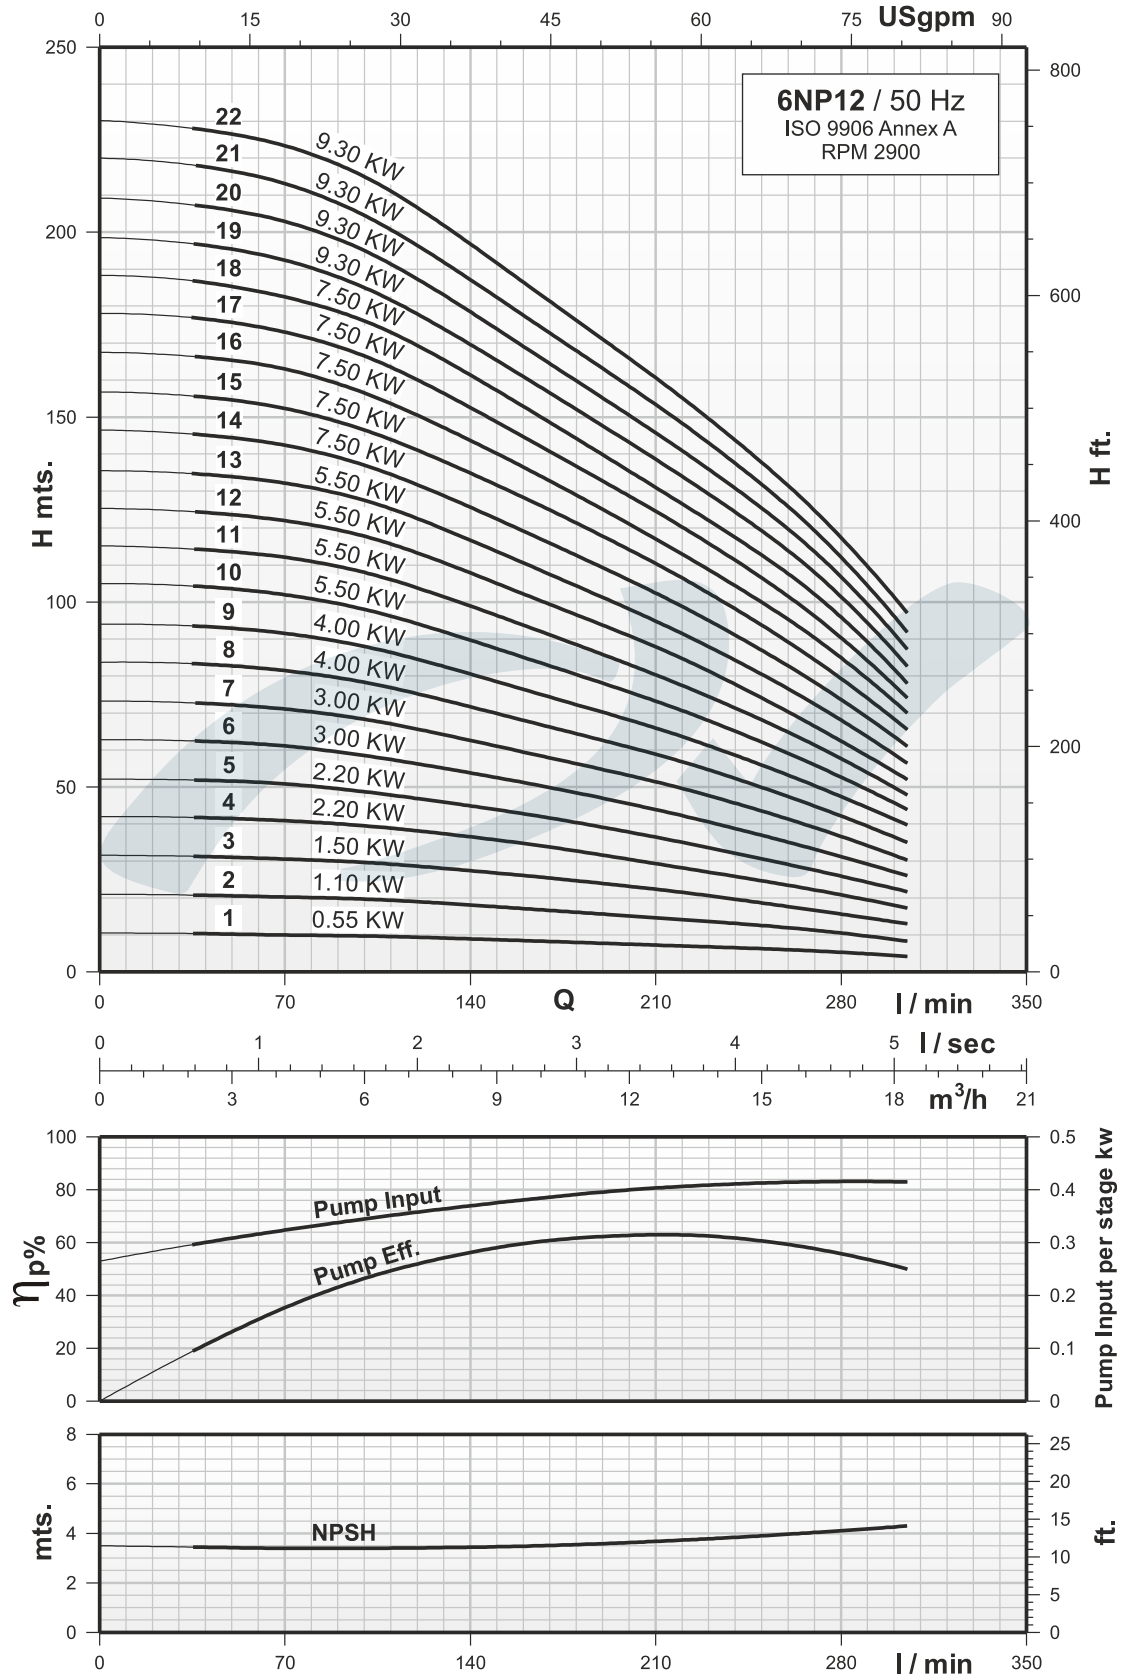 0 15 30 45 60 75 USgpm 90
250
200
150
100
50
0
H mts.
800
600
400
200
0
H ft.
6NP12 / 50 Hz
ISO 9906 Annex A
RPM 2900
22 9.30 KW
21 9.30 KW
20 9.30 KW
19 9.30 KW
18 7.50 KW
17 7.50 KW
16 7.50 KW
15 7.50 KW
14 7.50 KW
13 5.50 KW
12 5.50 KW
11 5.50 KW
10 5.50 KW
9 4.00 KW
8 4.00 KW
7 3.00 KW
6 3.00 KW
5 2.20 KW
4 2.20 KW
3 1.50 KW
2 1.10 KW
1 0.55 KW
0 70 140 Q 210 280 l / min 350
0 1 2 3 4 5 l / sec
0 3 6 9 12 15 18 m³/h 21
100
80
60
40
20
0
ηp%
Pump Input
Pump Eff.
0.5
0.4
0.3
0.2
0.1
0
Pump Input per stage kw
8
6
4
2
0
mts.
NPSH
25
20
15
10
5
0
ft.
0 70 140 210 280 l / min 350